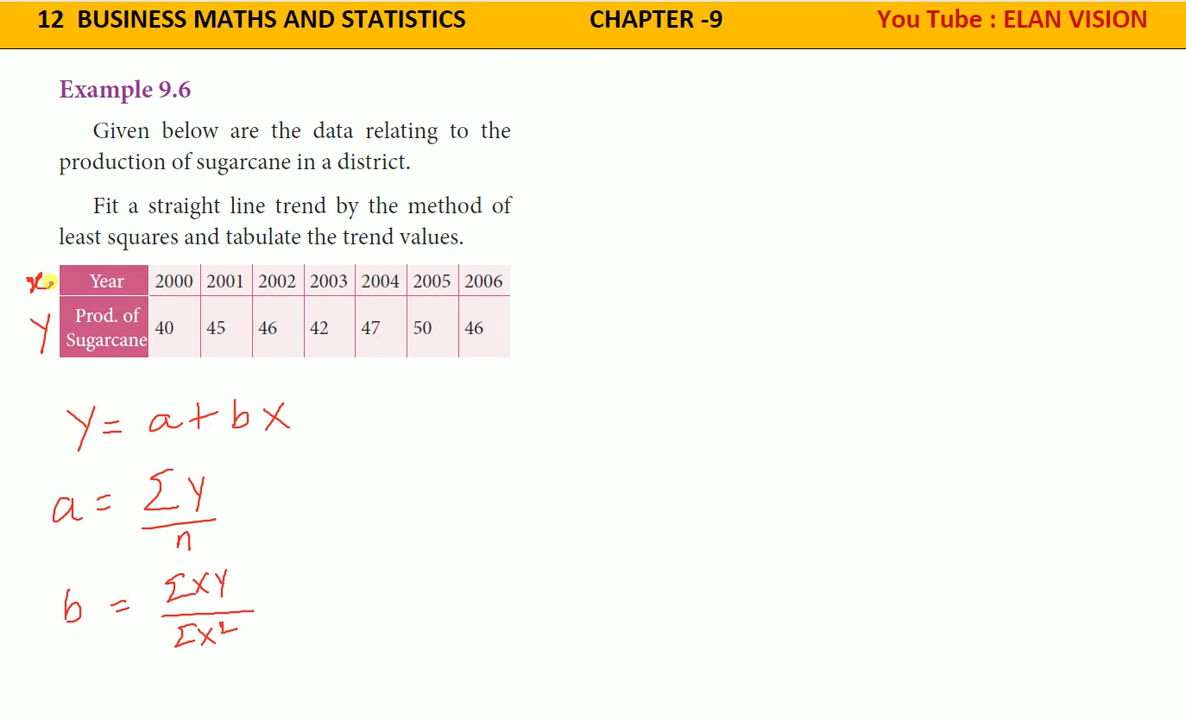 12 BUSINESS MATHS AND STATISTICS CHAPTER -9 You Tube : ELAN VISION
Example 9.6
Given below are the data relating to the
production of sugarcane in a district.
Fit a straight line trend by the method of
least squares and tabulate the trend values.
x Year 2000 2001 2002 2003 2004 2005 2006
Y Prod. of Sugarcane 40 45 46 42 47 50 46
Y = a + b X
a = ΣY / n
b = ΣXY / ΣX²